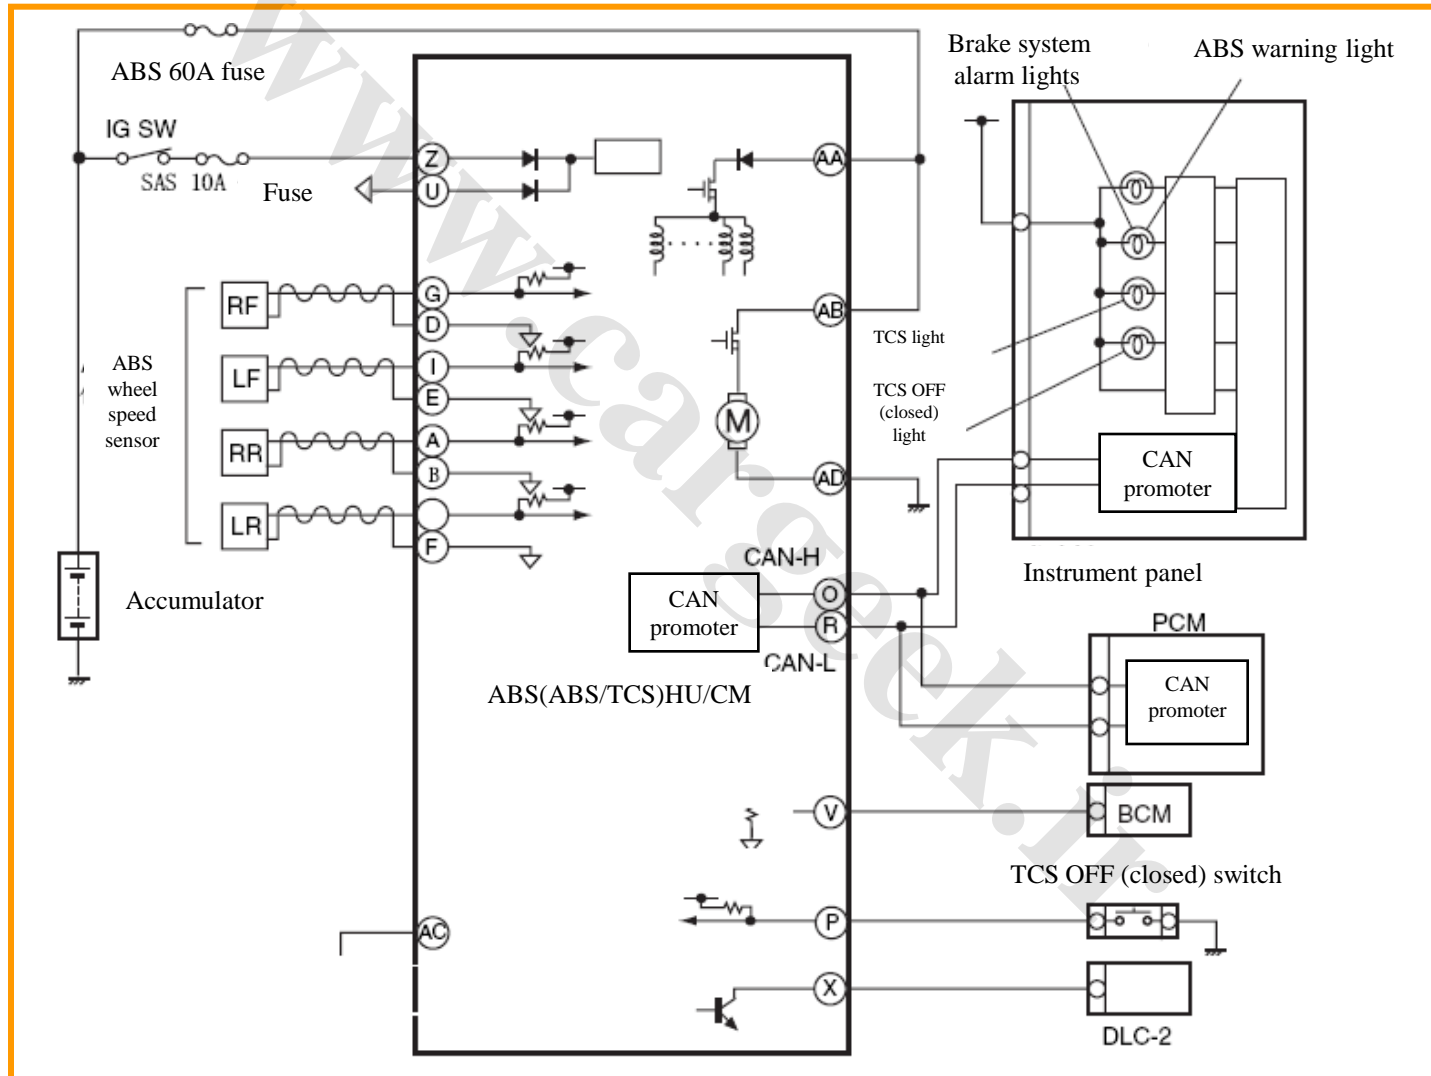 ABS 60A fuse
IG SW
SAS 10A
Fuse
Z
U
AA
Brake system
alarm lights
ABS warning light
ABS
wheel
speed
sensor
RF
LF
RR
LR
G
D
I
E
A
B
F
AB
M
AD
TCS light
TCS OFF
(closed)
light
CAN
promoter
Instrument panel
Accumulator
CAN
promoter
CAN-H
O
R
CAN-L
ABS(ABS/TCS)HU/CM
PCM
CAN
promoter
V
BCM
TCS OFF (closed) switch
AC
P
X
DLC-2
www.cargeek.ir